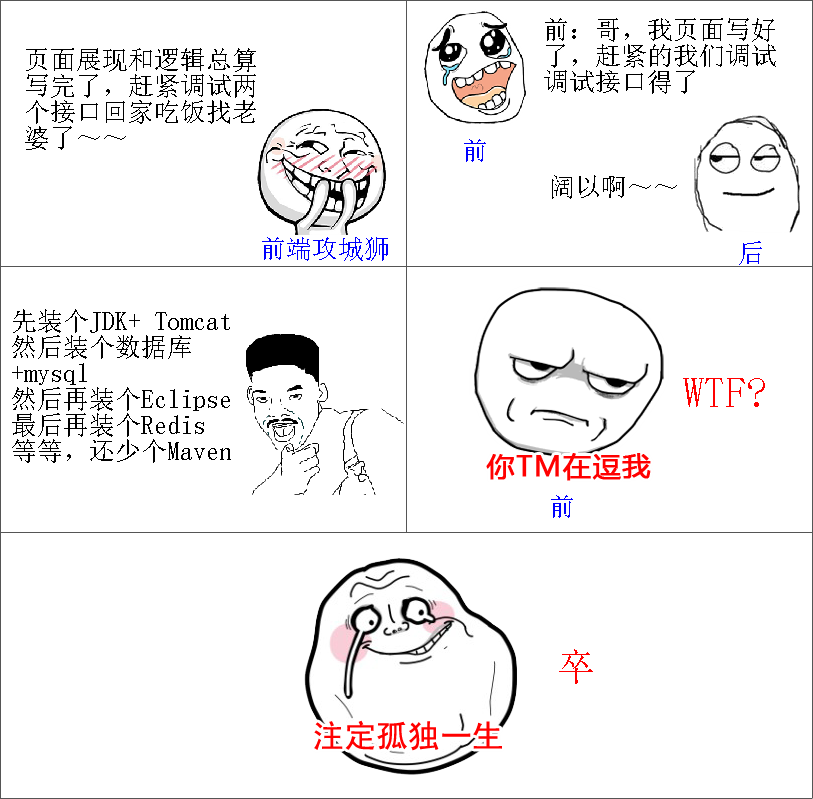 页面展现和逻辑总算
写完了，赶紧调试两
个接口回家吃饭找老
婆了～～
前端攻城狮
前：哥，我页面写好
了，赶紧的我们调试
调试接口得了
前
阔以啊～～
后
先装个JDK+ Tomcat
然后装个数据库
+mysql
然后再装个Eclipse
最后再装个Redis
等等，还少个Maven
WTF?
你TM在逗我
前
卒
注定孤独一生